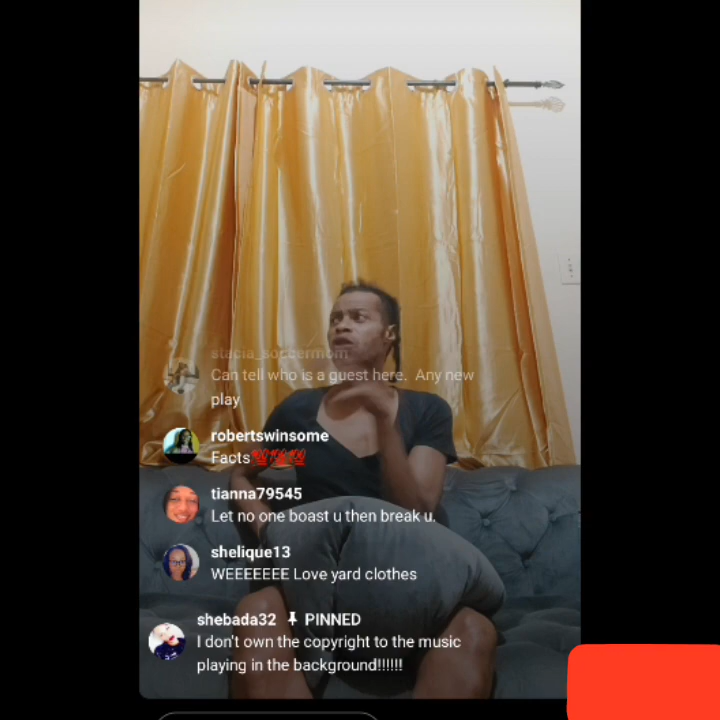 stacia_soccermom
Can tell who is a guest here. Any new
play
robertswinsome
Facts💯💯💯
tianna79545
Let no one boast u then break u.
shelique13
WEEEEEEE Love yard clothes
shebada32 📌 PINNED
I don't own the copyright to the music
playing in the background!!!!!!